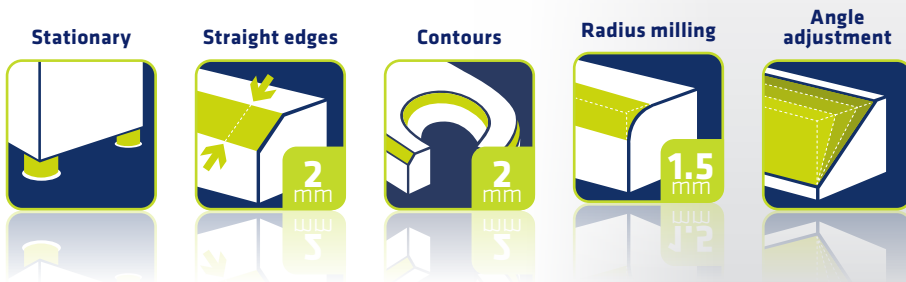 Stationary
Straight edges
Contours
Radius milling
Angle
adjustment
2
mm
2
mm
1.5
mm